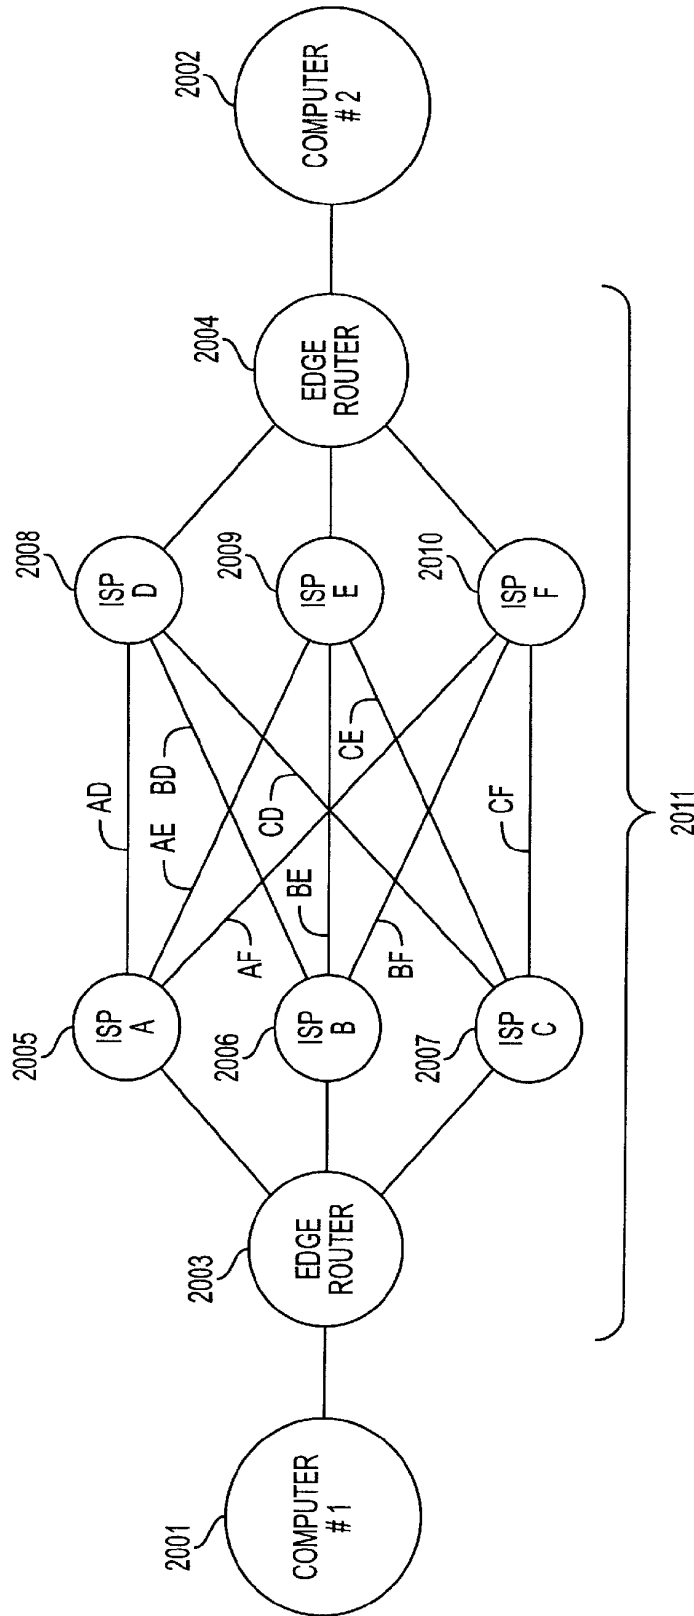 2001
COMPUTER
# 1
2003
EDGE
ROUTER
2005
ISP
A
2006
ISP
B
2007
ISP
C
AD
AE
BD
AF
CD
BE
CE
BF
CF
2008
ISP
D
2009
ISP
E
2010
ISP
F
2004
EDGE
ROUTER
2002
COMPUTER
# 2
2011